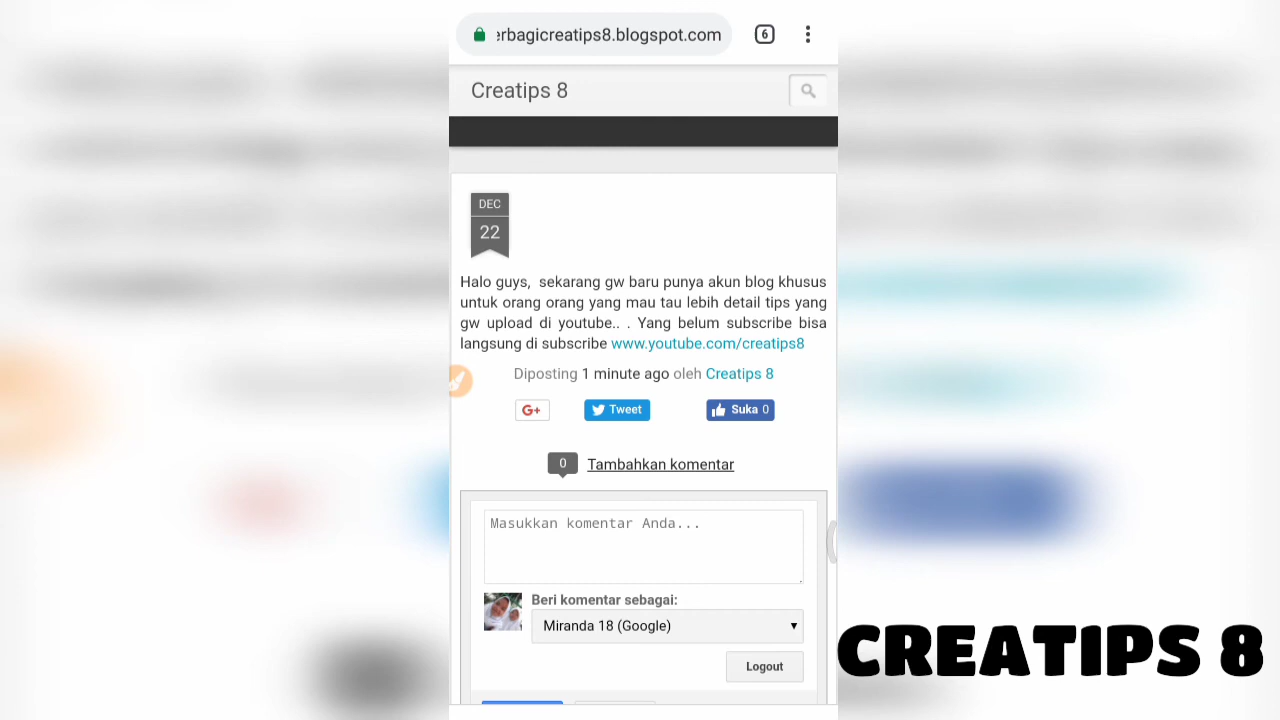 erbagicreatips8.blogspot.com
6
Creatips 8
DEC
22
Halo guys, sekarang gw baru punya akun blog khusus
untuk orang orang yang mau tau lebih detail tips yang
gw upload di youtube.. . Yang belum subscribe bisa
langsung di subscribe www.youtube.com/creatips8
Diposting 1 minute ago oleh Creatips 8
G+ Tweet Suka 0
0 Tambahkan komentar
Masukkan komentar Anda...
Beri komentar sebagai:
Miranda 18 (Google)
Logout
CREATIPS 8